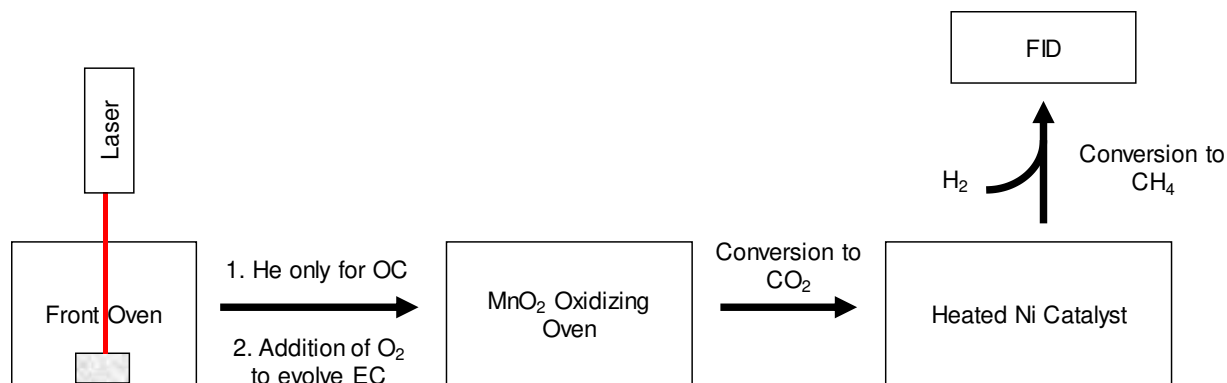 FID
Laser
Conversion to
CH₄
H₂
1. He only for OC
Conversion to
CO₂
Front Oven
MnO₂ Oxidizing
Oven
Heated Ni Catalyst
2. Addition of O₂
to evolve EC